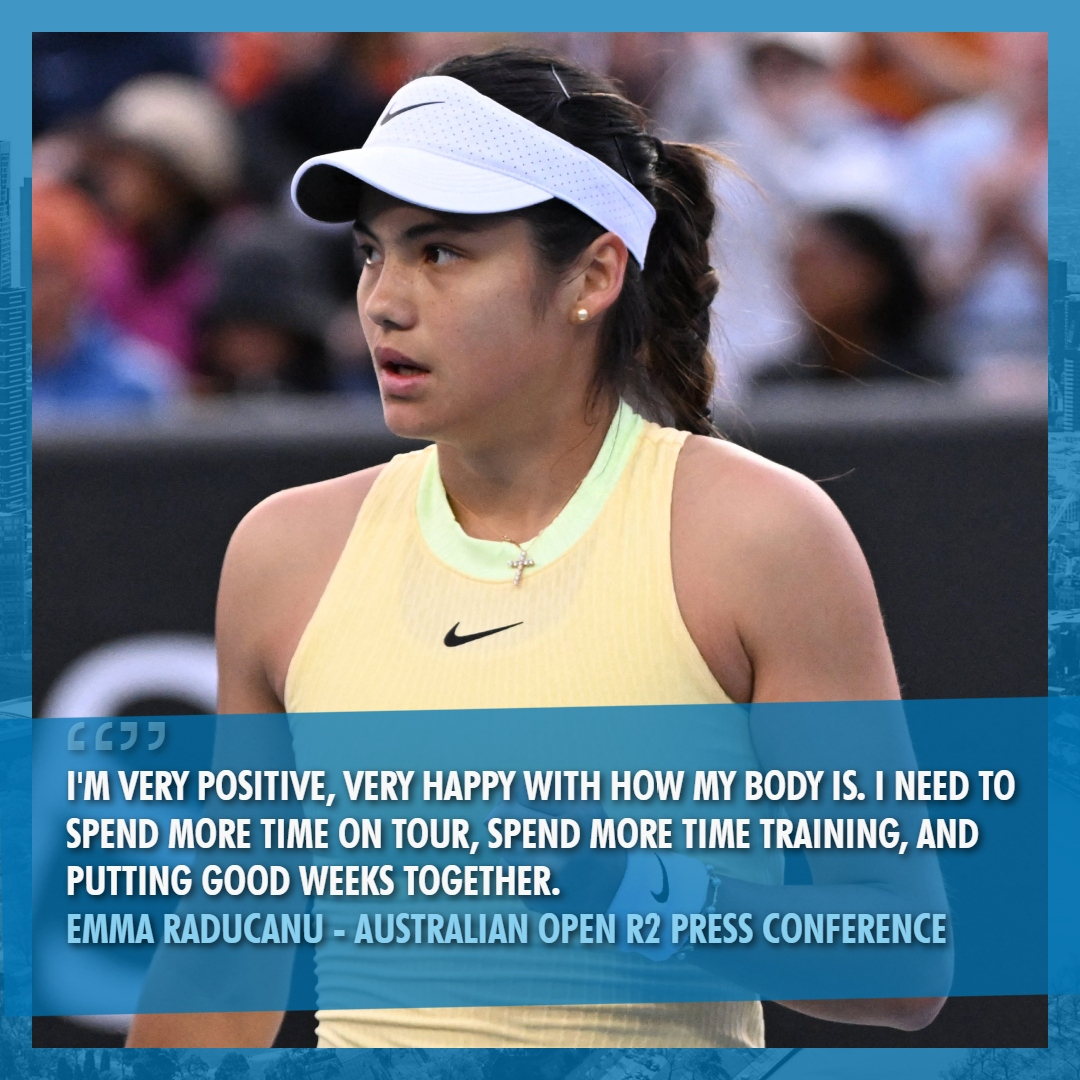 ““”
I'M VERY POSITIVE, VERY HAPPY WITH HOW MY BODY IS. I NEED TO
SPEND MORE TIME ON TOUR, SPEND MORE TIME TRAINING, AND
PUTTING GOOD WEEKS TOGETHER.
EMMA RADUCANU - AUSTRALIAN OPEN R2 PRESS CONFERENCE